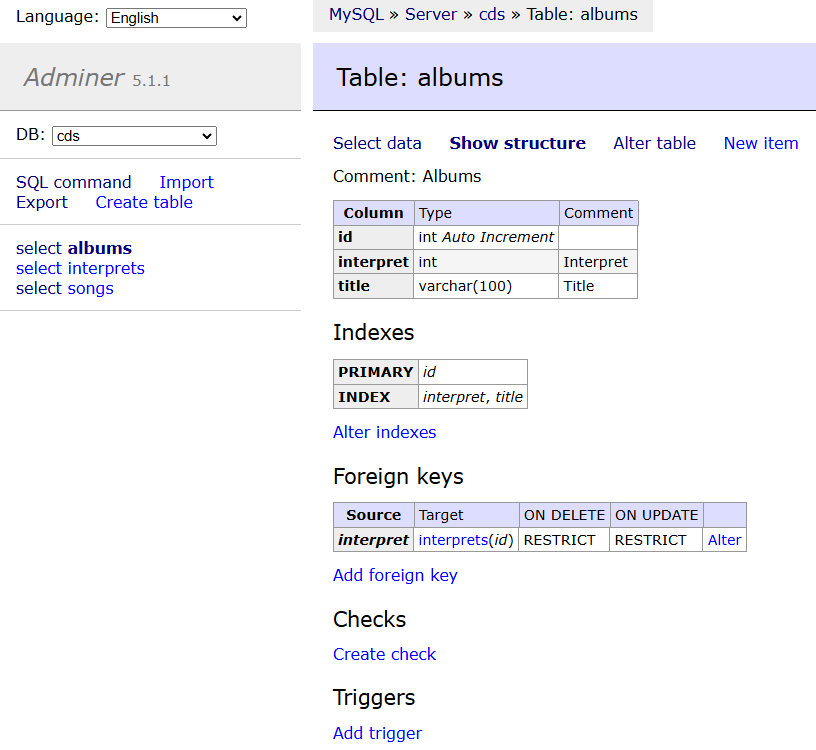 Language: English
MySQL » Server » cds » Table: albums
Adminer 5.1.1
Table: albums
DB: cds
SQL command Import
Export Create table
select albums
select interprets
select songs
Select data Show structure Alter table New item
Comment: Albums
Column Type Comment
id int Auto Increment
interpret int Interpret
title varchar(100) Title
Indexes
PRIMARY id
INDEX interpret, title
Alter indexes
Foreign keys
Source Target ON DELETE ON UPDATE
interpret interprets(id) RESTRICT RESTRICT Alter
Add foreign key
Checks
Create check
Triggers
Add trigger